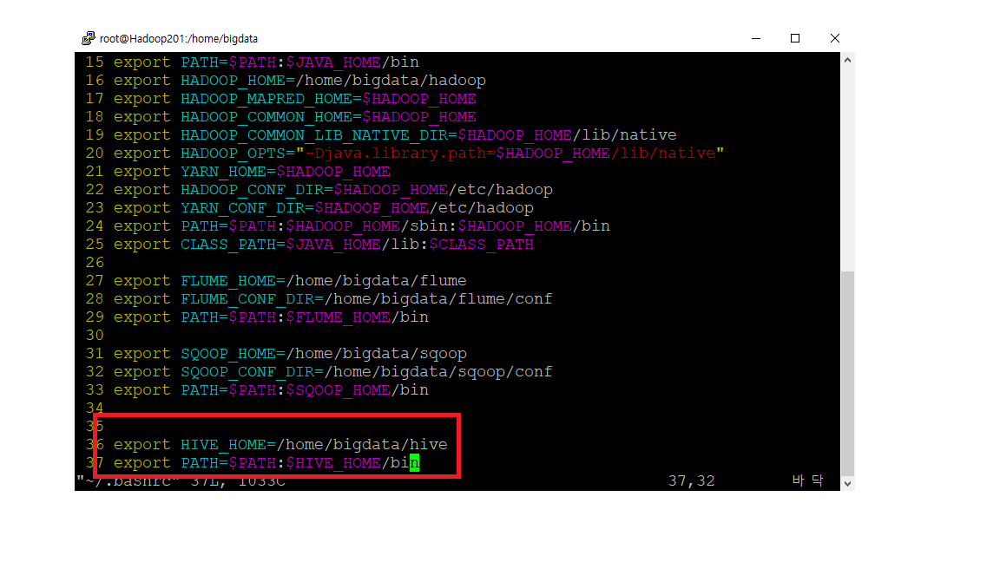 root@Hadoop201:/home/bigdata
15 export PATH=$PATH:$JAVA_HOME/bin
16 export HADOOP_HOME=/home/bigdata/hadoop
17 export HADOOP_MAPRED_HOME=$HADOOP_HOME
18 export HADOOP_COMMON_HOME=$HADOOP_HOME
19 export HADOOP_COMMON_LIB_NATIVE_DIR=$HADOOP_HOME/lib/native
20 export HADOOP_OPTS="-Djava.library.path=$HADOOP_HOME/lib/native"
21 export YARN_HOME=$HADOOP_HOME
22 export HADOOP_CONF_DIR=$HADOOP_HOME/etc/hadoop
23 export YARN_CONF_DIR=$HADOOP_HOME/etc/hadoop
24 export PATH=$PATH:$HADOOP_HOME/sbin:$HADOOP_HOME/bin
25 export CLASS_PATH=$JAVA_HOME/lib:$CLASS_PATH
26
27 export FLUME_HOME=/home/bigdata/flume
28 export FLUME_CONF_DIR=/home/bigdata/flume/conf
29 export PATH=$PATH:$FLUME_HOME/bin
30
31 export SQOOP_HOME=/home/bigdata/sqoop
32 export SQOOP_CONF_DIR=/home/bigdata/sqoop/conf
33 export PATH=$PATH:$SQOOP_HOME/bin
34
35
36 export HIVE_HOME=/home/bigdata/hive
37 export PATH=$PATH:$HIVE_HOME/bin
"~/.bashrc" 37L, 1033C 37,32 바닥